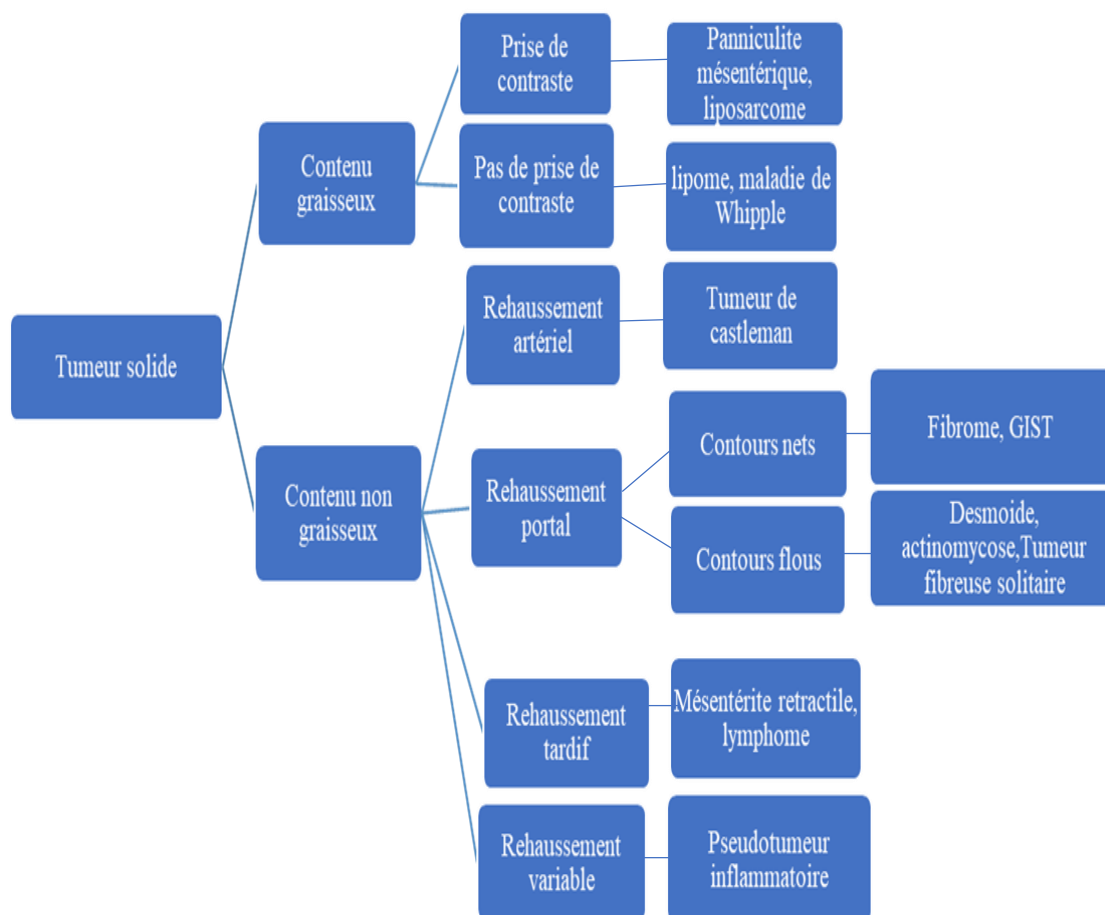 Tumeur solide
Contenu
graisseux
Prise de
contraste
Panniculite
mésentérique,
liposarcome
Pas de prise de
contraste
lipome, maladie de
Whipple
Contenu non
graisseux
Rehaussement
artériel
Tumeur de
castleman
Rehaussement
portal
Contours nets
Fibrome, GIST
Contours flous
Desmoide,
actinomycose,Tumeur
fibreuse solitaire
Rehaussement
tardif
Mésentérite retractile,
lymphome
Rehaussement
variable
Pseudotumeur
inflammatoire